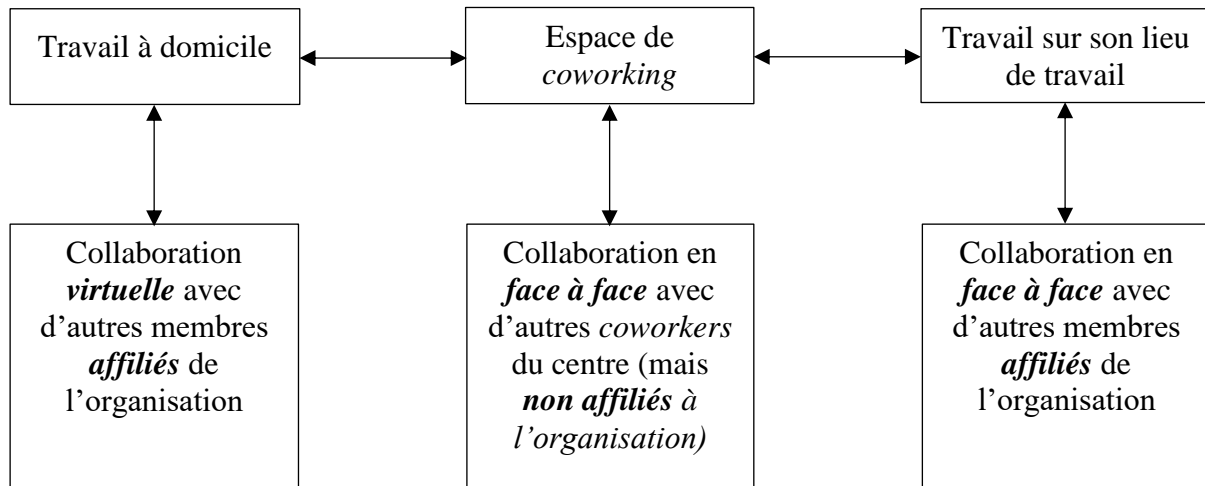 Travail à domicile
Espace de
coworking
Travail sur son lieu
de travail
Collaboration
virtuelle avec
d'autres membres
affiliés de
l'organisation
Collaboration en
face à face avec
d'autres coworkers
du centre (mais
non affiliés à
l'organisation)
Collaboration en
face à face avec
d'autres membres
affiliés de
l'organisation